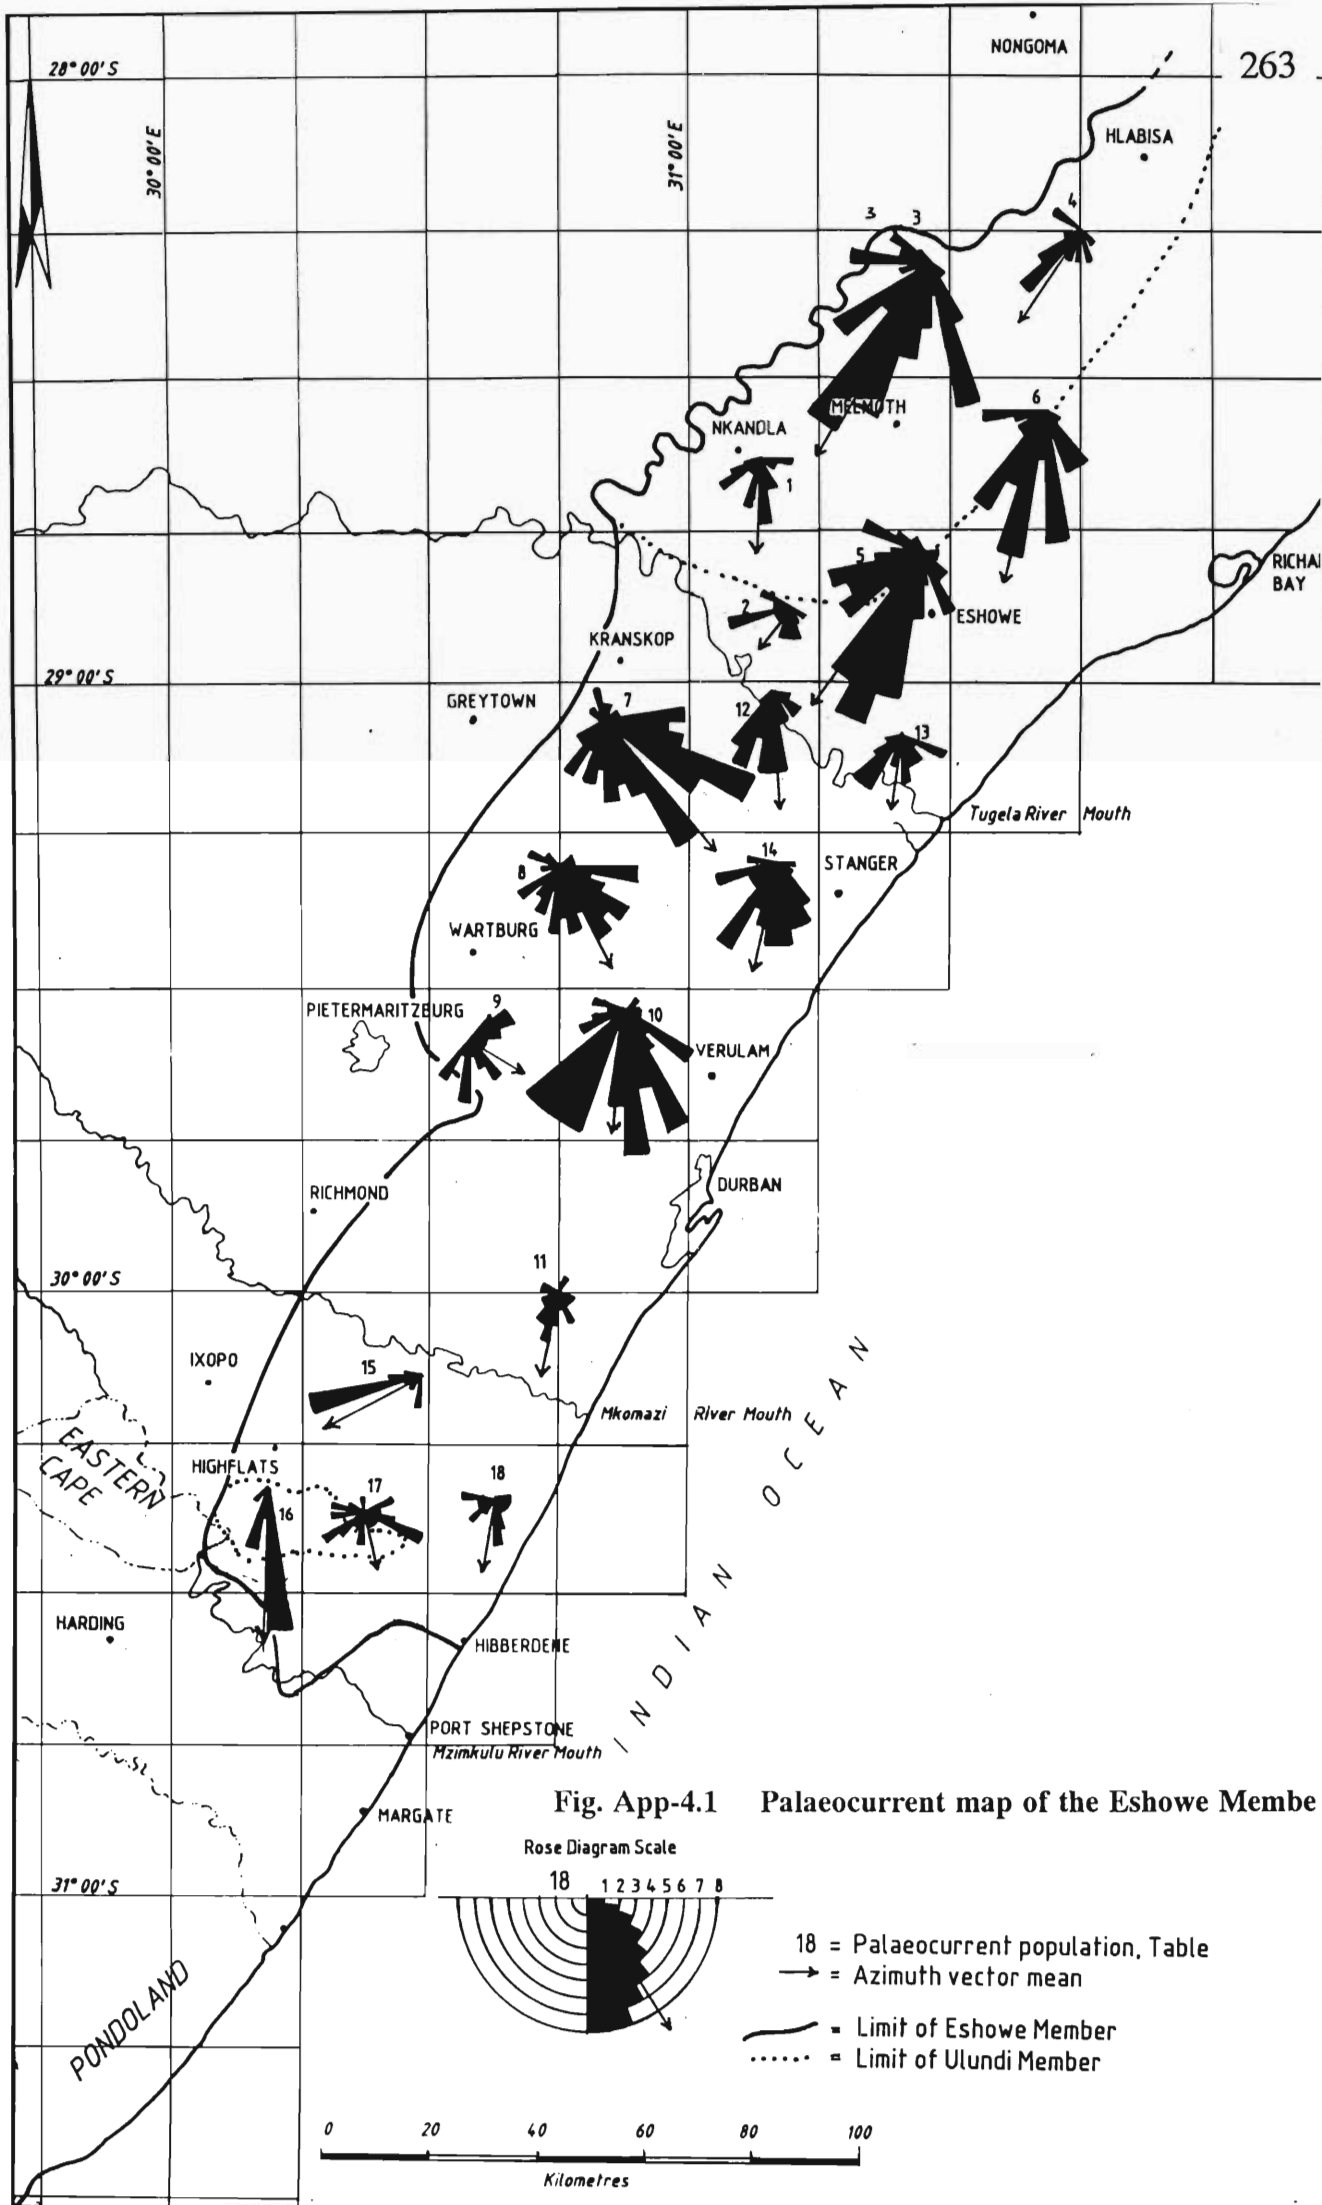 NONGOMA
263
28°00'S
30°00'E
31°00'E
HLABISA
3 3
4
MELMOTH
6
NKANDLA
1
5
RICHA
BAY
2
ESHOWE
KRANSKOP
29°00'S
GREYTOWN
7
12
13
Tugela River Mouth
14
STANGER
8
WARTBURG
9
PIETERMARITZBURG
10
VERULAM
DURBAN
RICHMOND
11
30°00'S
IXOPO
15
Mkomazi River Mouth
EASTERN
CAPE
HIGHFLATS
16
17
18
HARDING
HIBBERDENE
INDIAN OCEAN
PORT SHEPSTONE
Mzimkulu River Mouth
MARGATE
Fig. App-4.1 Palaeocurrent map of the Eshowe Membe
Rose Diagram Scale
18 1 2 3 4 5 6 7 8
31°00'S
18 = Palaeocurrent population, Table
= Azimuth vector mean
= Limit of Eshowe Member
= Limit of Ulundi Member
PONDOLAND
0 20 40 60 80 100
Kilometres